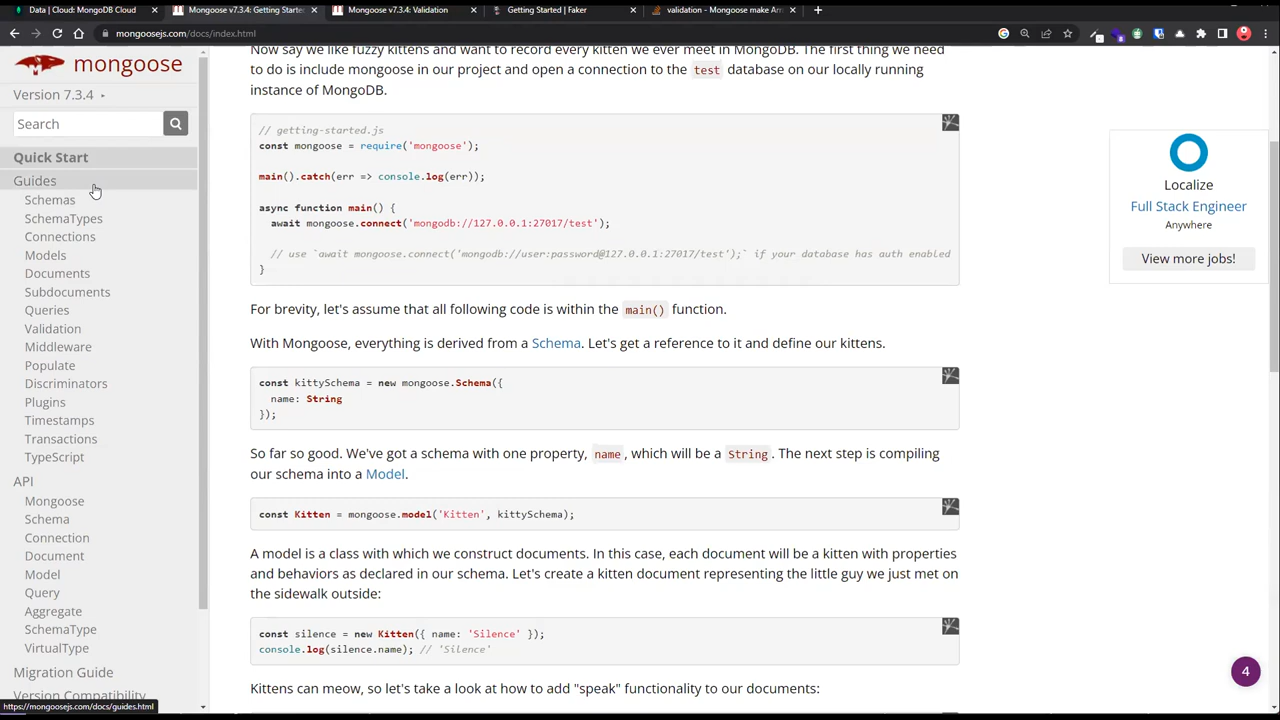 Data | Cloud: MongoDB Cloud
Mongoose v7.3.4: Getting Starte
Mongoose v7.3.4: Validation
Getting Started | Faker
validation - Mongoose make Arr
mongoosejs.com/docs/index.html
mongoose
Version 7.3.4
Search
Quick Start
Guides
Schemas
SchemaTypes
Connections
Models
Documents
Subdocuments
Queries
Validation
Middleware
Populate
Discriminators
Plugins
Timestamps
Transactions
TypeScript
API
Mongoose
Schema
Connection
Document
Model
Query
Aggregate
SchemaType
VirtualType
Migration Guide
Version Compatibility
https://mongoosejs.com/docs/guides.html
Now say we like fuzzy kittens and want to record every kitten we ever meet in MongoDB. The first thing we need
to do is include mongoose in our project and open a connection to the test database on our locally running
instance of MongoDB.
// getting-started.js
const mongoose = require('mongoose');
main().catch(err => console.log(err));
async function main() {
await mongoose.connect('mongodb://127.0.0.1:27017/test');
// use `await mongoose.connect('mongodb://user:password@127.0.0.1:27017/test');` if your database has auth enabled
}
For brevity, let's assume that all following code is within the main() function.
With Mongoose, everything is derived from a Schema. Let's get a reference to it and define our kittens.
const kittySchema = new mongoose.Schema({
name: String
});
So far so good. We've got a schema with one property, name, which will be a String. The next step is compiling
our schema into a Model.
const Kitten = mongoose.model('Kitten', kittySchema);
A model is a class with which we construct documents. In this case, each document will be a kitten with properties
and behaviors as declared in our schema. Let's create a kitten document representing the little guy we just met on
the sidewalk outside:
const silence = new Kitten({ name: 'Silence' });
console.log(silence.name); // 'Silence'
Kittens can meow, so let's take a look at how to add "speak" functionality to our documents:
Localize
Full Stack Engineer
Anywhere
View more jobs!
4